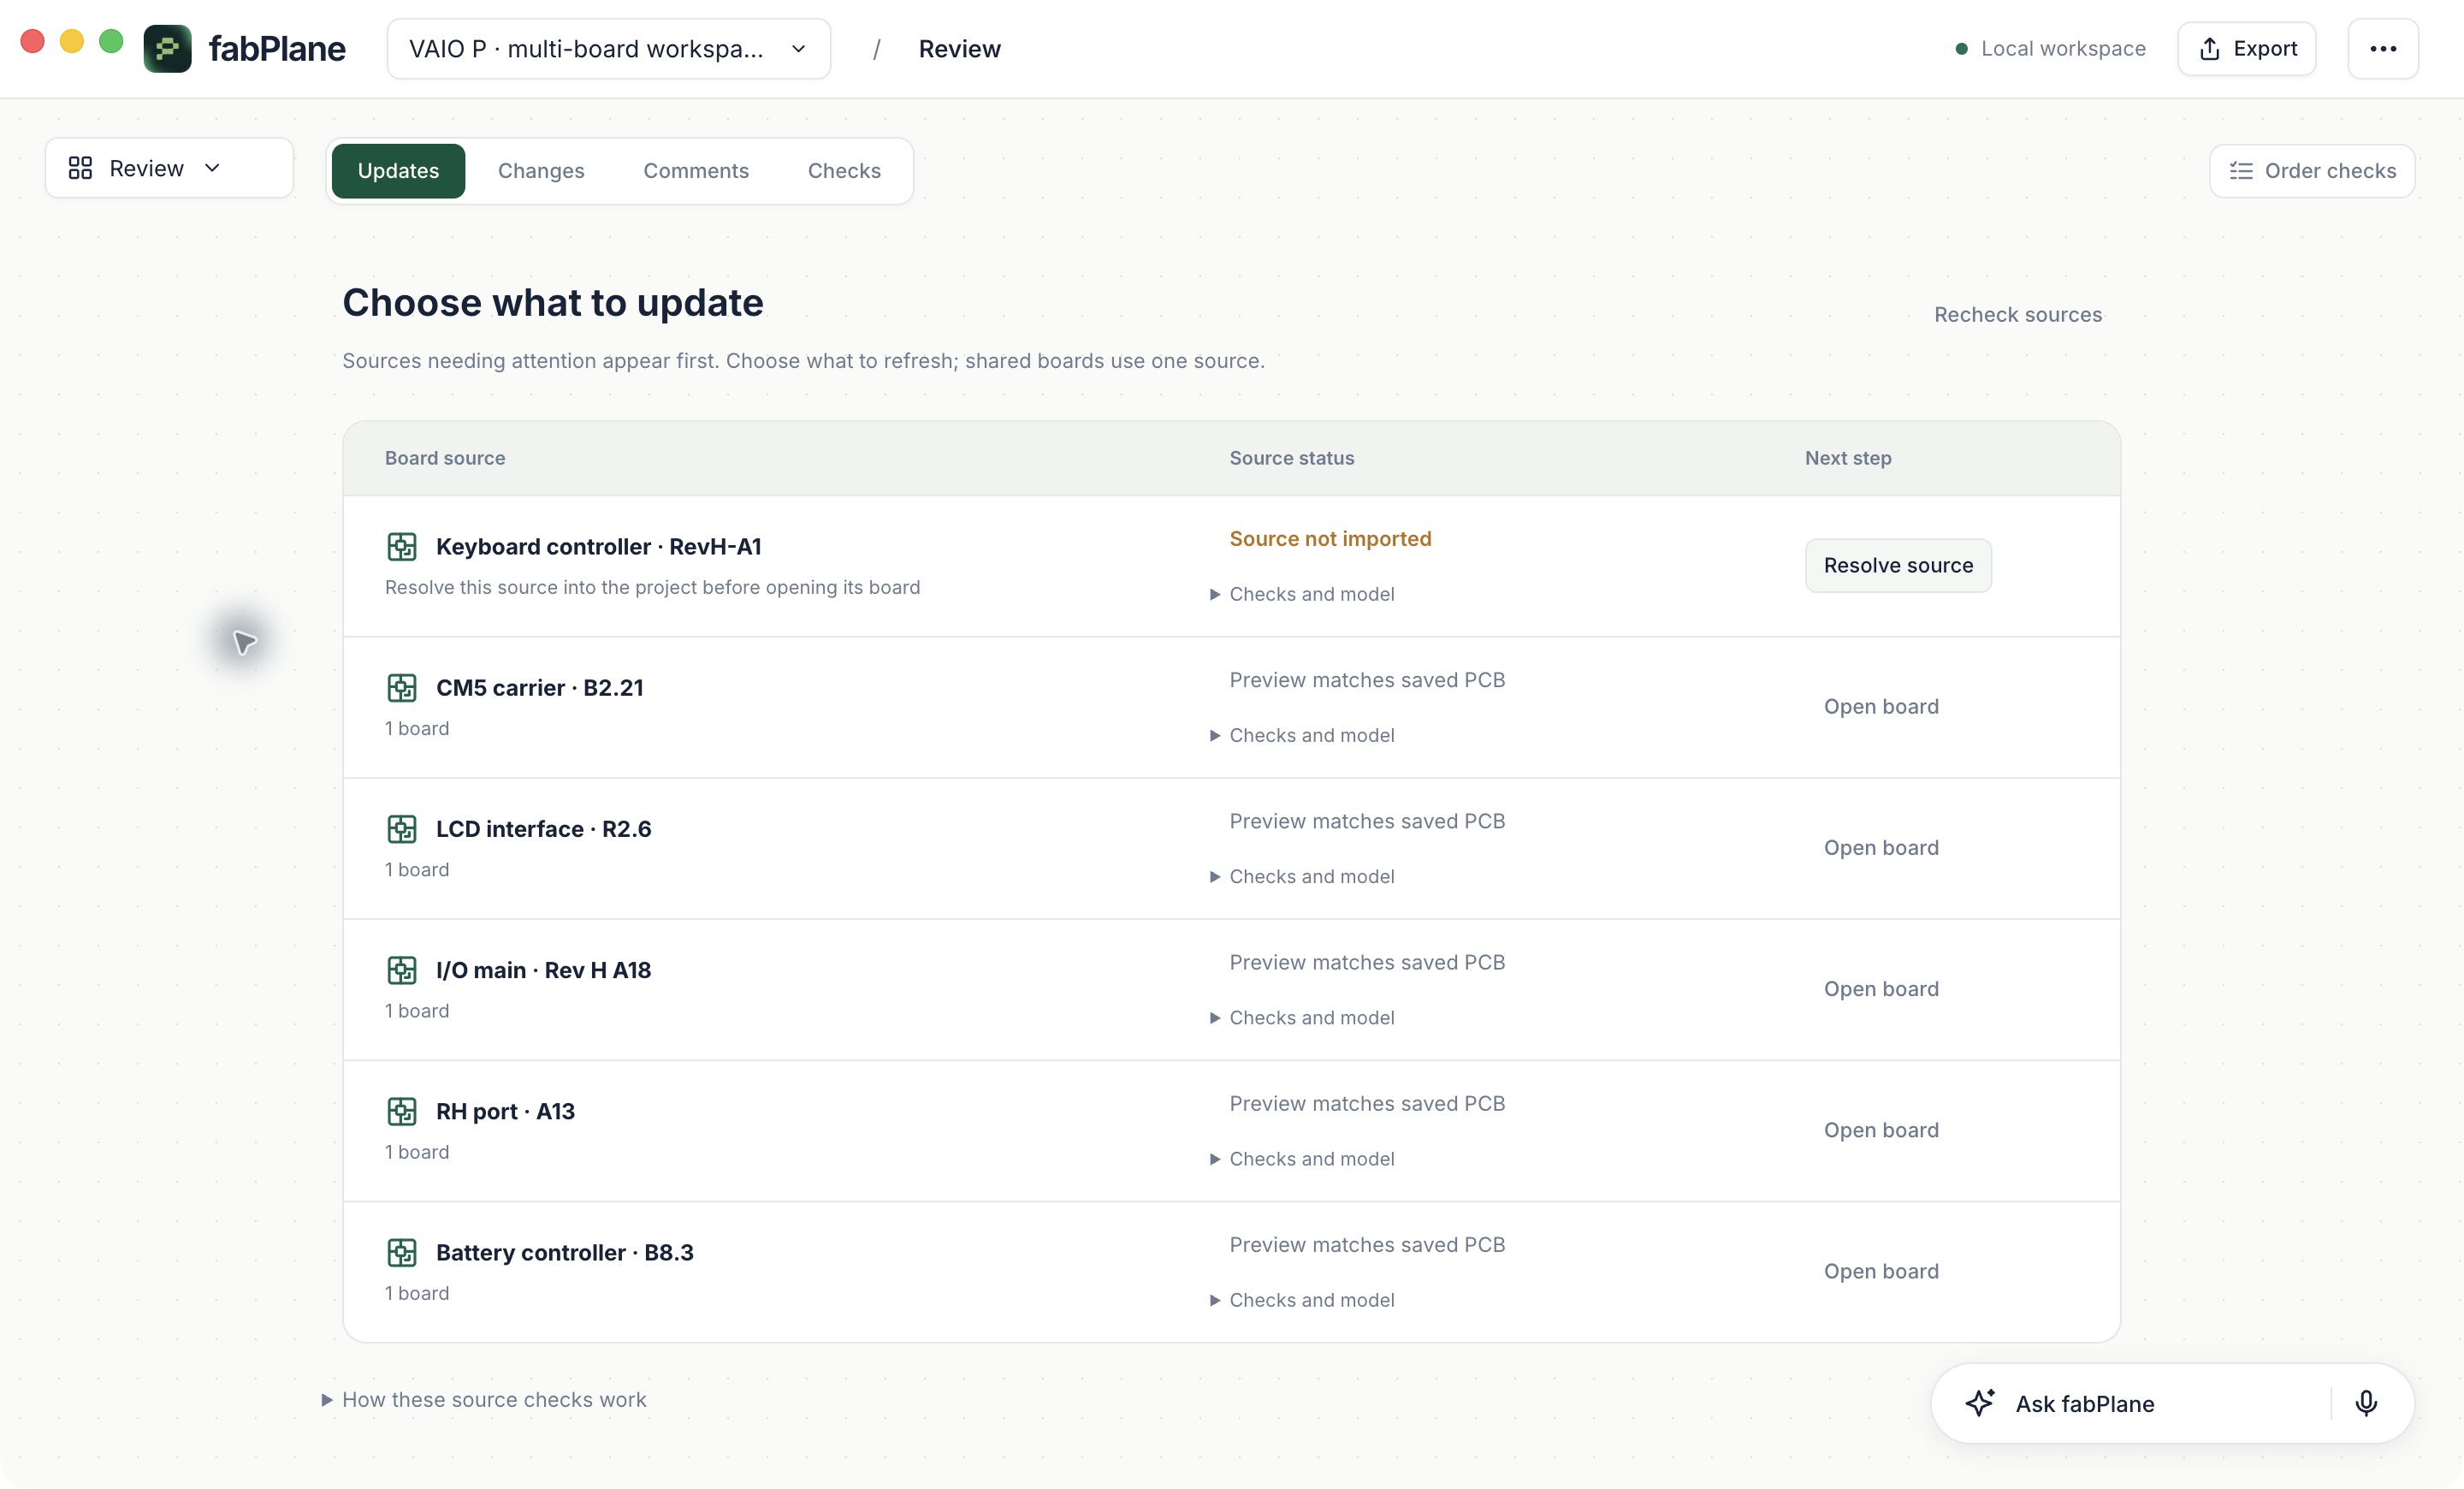 fabPlane
VAIO P · multi-board workspa...
/
Review
Local workspace
Export
Review
Updates
Changes
Comments
Checks
Order checks
Choose what to update
Recheck sources
Sources needing attention appear first. Choose what to refresh; shared boards use one source.
Board source
Source status
Next step
Keyboard controller · RevH-A1
Resolve this source into the project before opening its board
Source not imported
Checks and model
Resolve source
CM5 carrier · B2.21
1 board
Preview matches saved PCB
Checks and model
Open board
LCD interface · R2.6
1 board
Preview matches saved PCB
Checks and model
Open board
I/O main · Rev H A18
1 board
Preview matches saved PCB
Checks and model
Open board
RH port · A13
1 board
Preview matches saved PCB
Checks and model
Open board
Battery controller · B8.3
1 board
Preview matches saved PCB
Checks and model
Open board
How these source checks work
Ask fabPlane